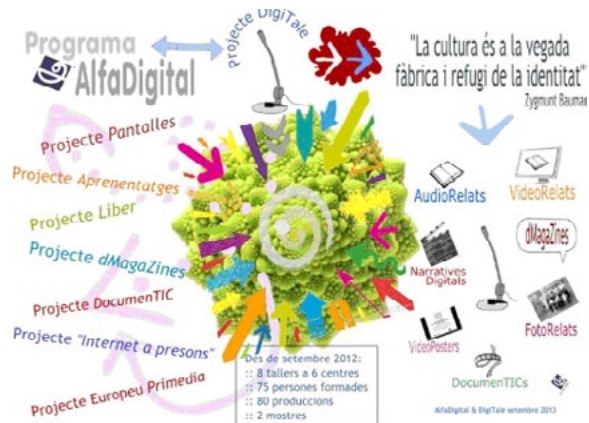 Programa
AlfaDigital
Projecte DigiTale
"La cultura és a la vegada
fàbrica i refugi de la identitat"
Zygmunt Bauman
Projecte Pantalles
Projecte Aprenentatges
Projecte Liber
Projecte dMagaZines
Projecte DocumenTIC
Projecte "Internet a presons"
Projecte Europeu Primedia
AudioRelats
VideoRelats
dMagaZines
Narratives
Digitals
FotoRelats
VideoPosters
DocumenTICs
Des de setembre 2012:
:: 8 tallers a 6 centres
:: 75 persones formades
:: 80 produccions
:: 2 mostres
AlfaDigital & DigiTale setembre 2013